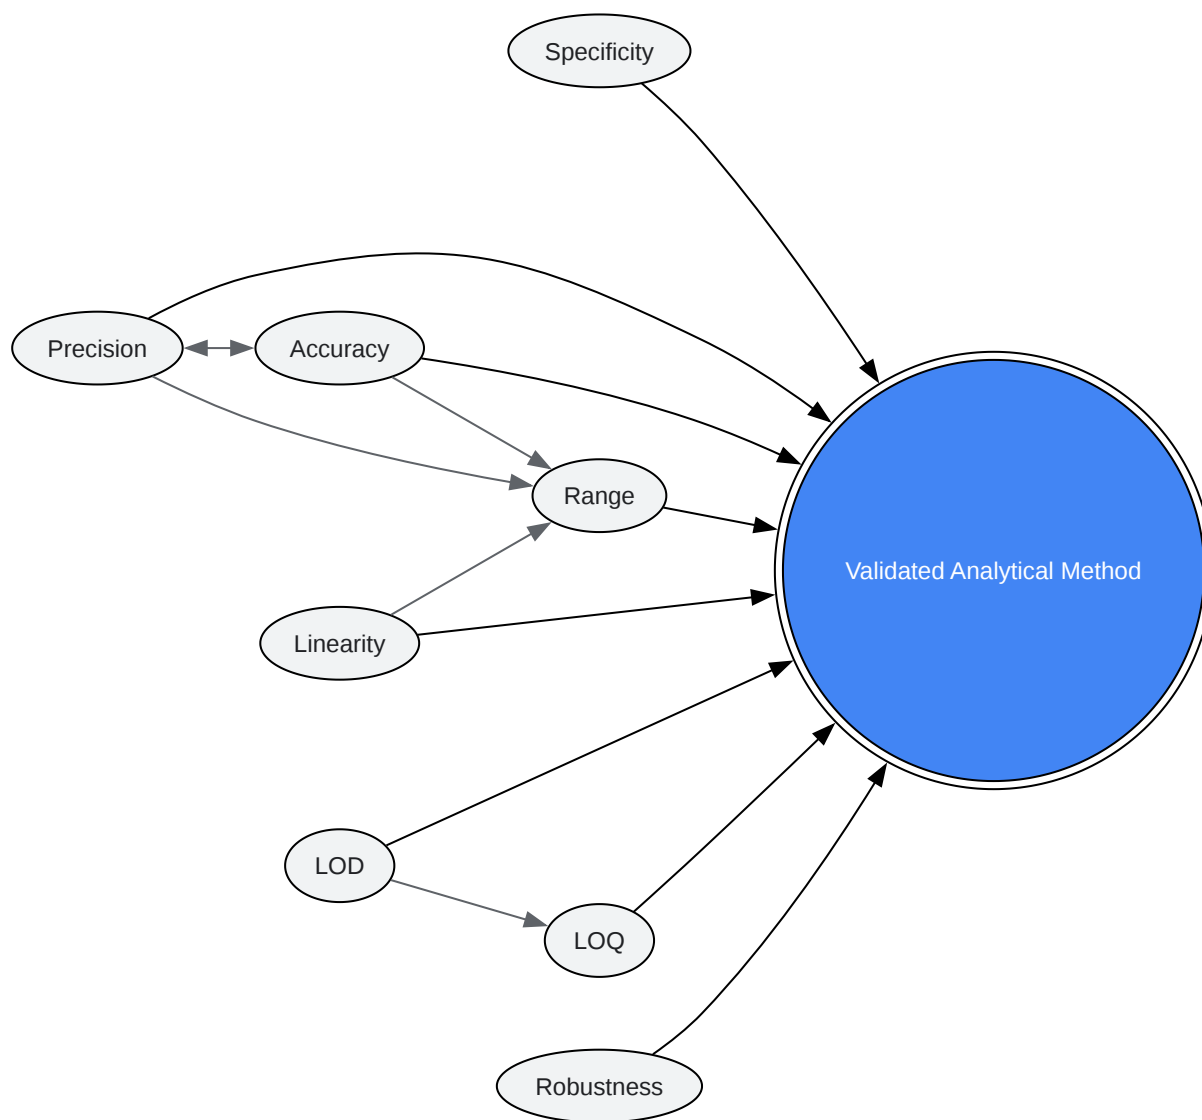 Specificity
Precision
Accuracy
Range
Validated Analytical Method
Linearity
LOD
LOQ
Robustness